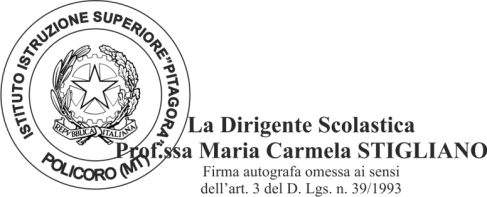 ISTITUTO ISTRUZIONE SUPERIORE"PITAGORA"
POLICORO (MT)
REPVBBLICA ITALIANA
La Dirigente Scolastica
Prof.ssa Maria Carmela STIGLIANO
Firma autografa omessa ai sensi
dell'art. 3 del D. Lgs. n. 39/1993